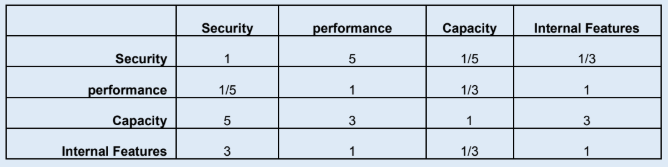 Security performance Capacity Internal Features
Security 1 5 1/5 1/3
performance 1/5 1 1/3 1
Capacity 5 3 1 3
Internal Features 3 1 1/3 1